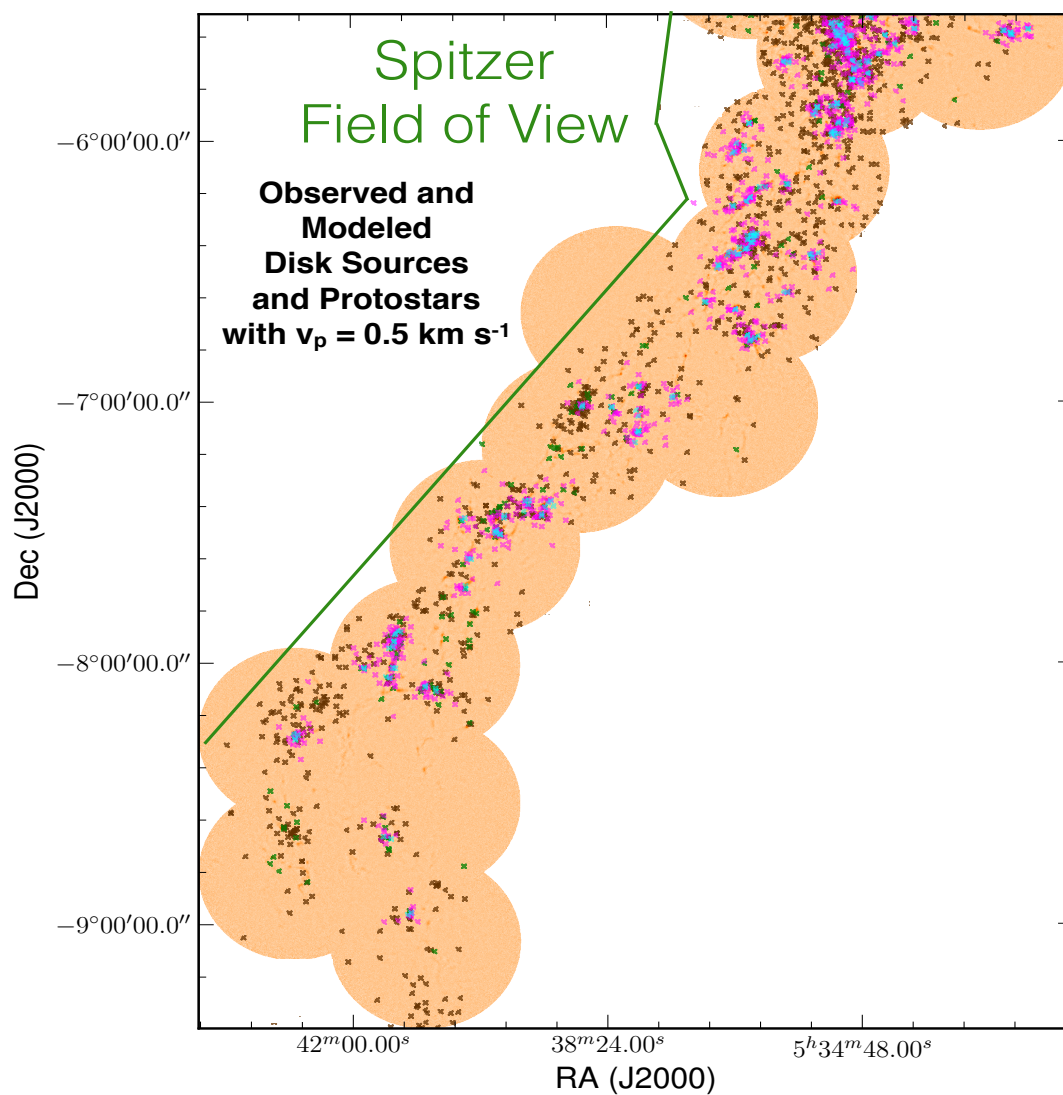 Spitzer
Field of View
Observed and
Modeled
Disk Sources
and Protostars
with vₚ = 0.5 km s⁻¹
−6°00′00.0″
−7°00′00.0″
−8°00′00.0″
−9°00′00.0″
Dec (J2000)
42ᵐ00.00ˢ 38ᵐ24.00ˢ 5ʰ34ᵐ48.00ˢ
RA (J2000)